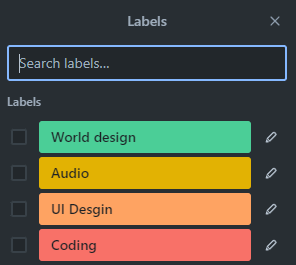 Labels
Search labels...
Labels
World design
Audio
UI Desgin
Coding